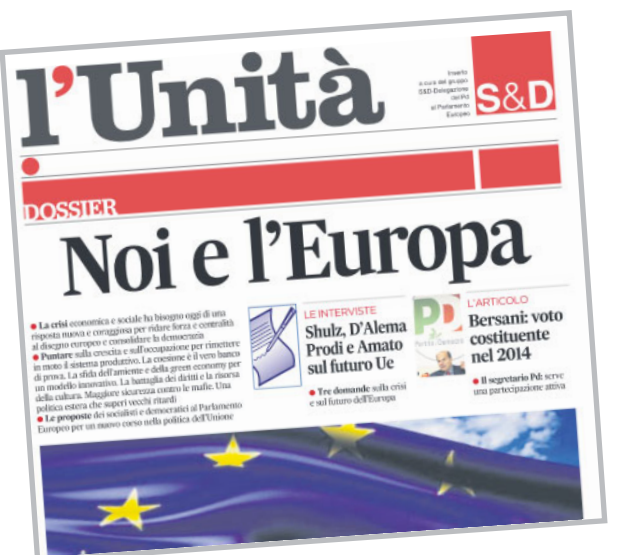 l'Unità
Inserto
a cura del gruppo
S&D-Delegazione
del Pd
al Parlamento
Europeo
S&D
DOSSIER
Noi e l'Europa
● La crisi economica e sociale ha bisogno oggi di una
risposta nuova e coraggiosa per ridare forza e centralità
al disegno europeo e consolidare la democrazia
● Puntare sulla crescita e sull'occupazione per rimettere
in moto il sistema produttivo. La coesione è il vero banco
di prova. La sfida dell'ambiente e della green economy per
un modello innovativo. La battaglia dei diritti e la risorsa
della cultura. Maggiore sicurezza contro le mafie. Una
politica estera che superi vecchi ritardi
● Le proposte dei socialisti e democratici al Parlamento
Europeo per un nuovo corso nella politica dell'Unione
LE INTERVISTE
Shulz, D'Alema
Prodi e Amato
sul futuro Ue
● Tre domande sulla crisi
e sul futuro dell'Europa
PD
L'ARTICOLO
Bersani: voto
costituente
nel 2014
● Il segretario Pd: serve
una partecipazione attiva